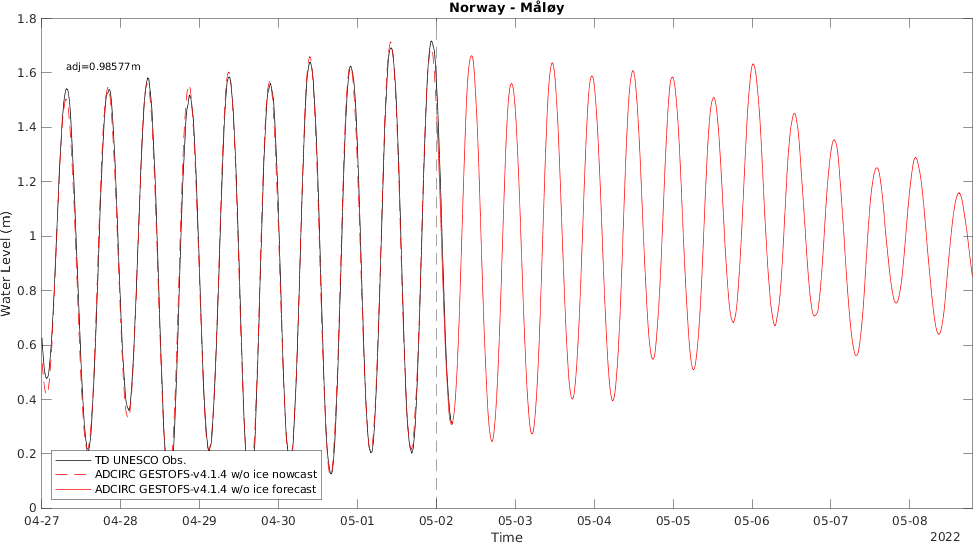 Norway - Måløy
1.8
1.6
1.4
1.2
1
0.8
0.6
0.4
0.2
0
Water Level (m)
adj=0.98577m
TD UNESCO Obs.
ADCIRC GESTOFS-v4.1.4 w/o ice nowcast
ADCIRC GESTOFS-v4.1.4 w/o ice forecast
04-27 04-28 04-29 04-30 05-01 05-02 05-03 05-04 05-05 05-06 05-07 05-08
Time
2022